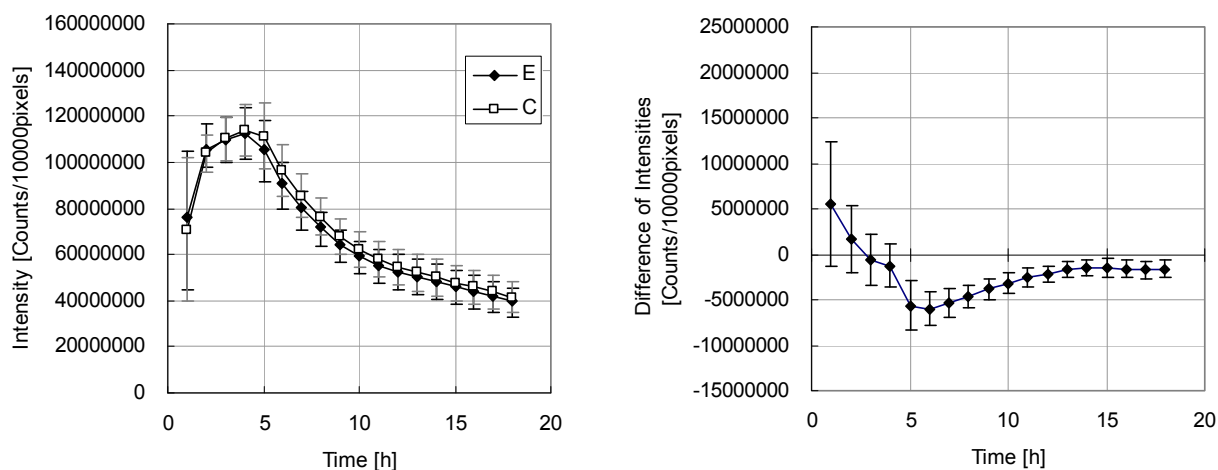 160000000
140000000
120000000
100000000
80000000
60000000
40000000
20000000
0
Intensity [Counts/10000pixels]
E
C
0 5 10 15 20
Time [h]
25000000
20000000
15000000
10000000
5000000
0
-5000000
-10000000
-15000000
Difference of Intensities
[Counts/10000pixels]
0 5 10 15 20
Time [h]